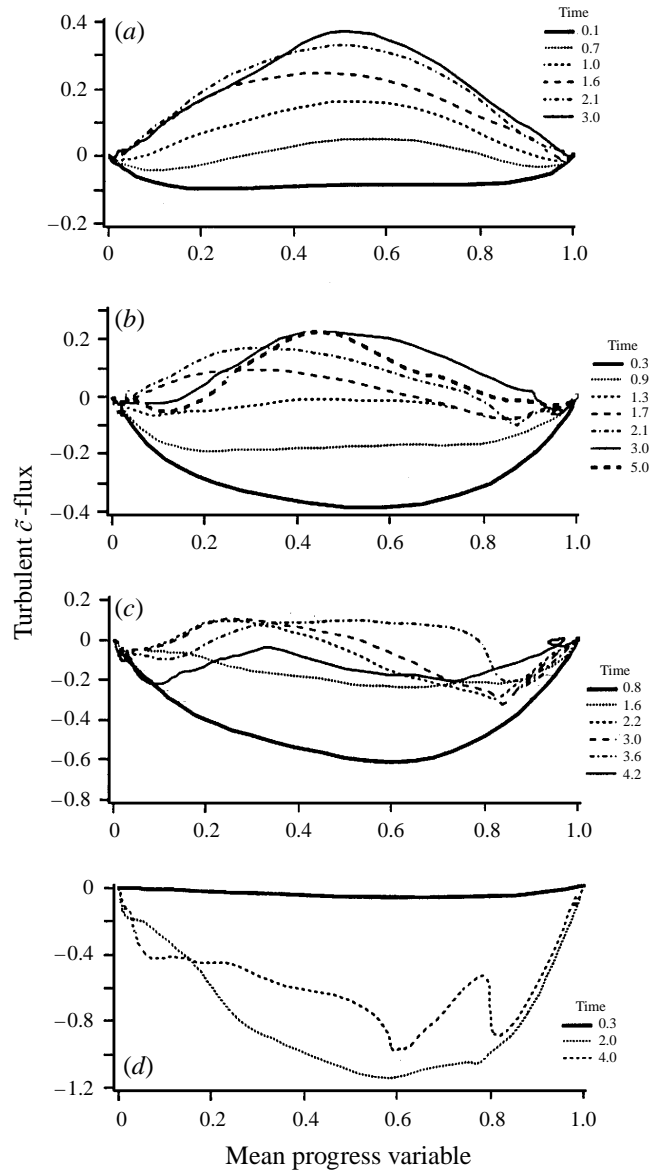 (a)
Time
0.1
0.7
1.0
1.6
2.1
3.0
0.4
0.2
0
−0.2
0 0.2 0.4 0.6 0.8 1.0
(b)
Time
0.3
0.9
1.3
1.7
2.1
3.0
5.0
0.2
0
−0.2
−0.4
0 0.2 0.4 0.6 0.8 1.0
Turbulent c̃-flux
(c)
Time
0.8
1.6
2.2
3.0
3.6
4.2
0.2
0
−0.2
−0.4
−0.6
−0.8
0 0.2 0.4 0.6 0.8 1.0
0
−0.4
−0.8
−1.2
(d)
Time
0.3
2.0
4.0
0 0.2 0.4 0.6 0.8 1.0
Mean progress variable